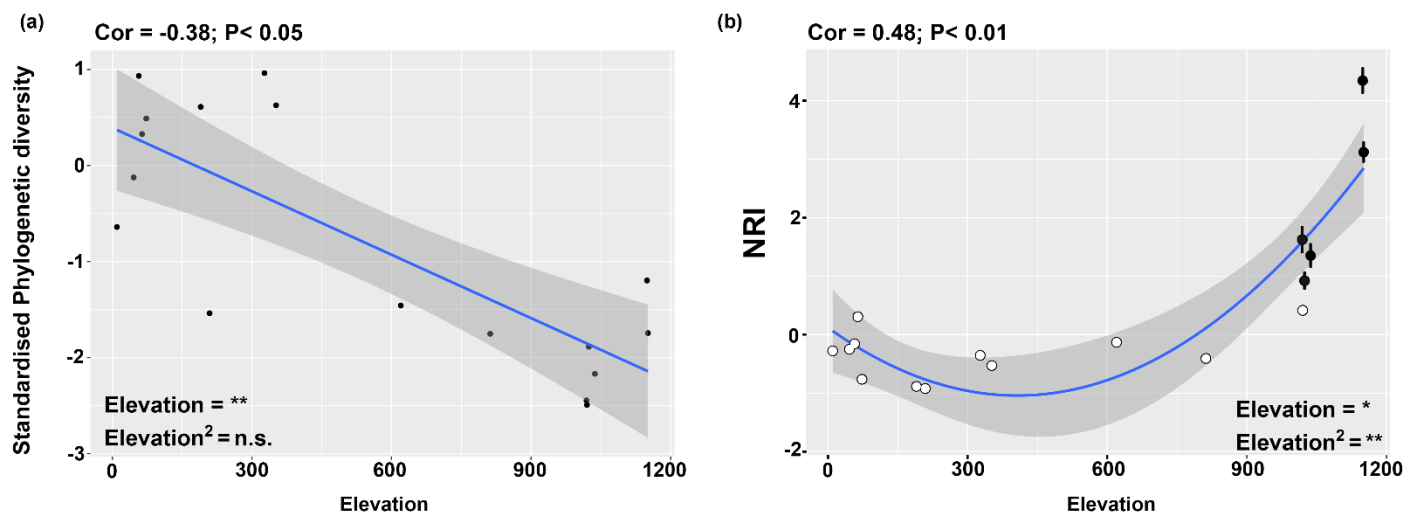 (a)
Cor = -0.38; P< 0.05
Standardised Phylogenetic diversity
1
0
-1
-2
-3
Elevation = **
Elevation² = n.s.
0 300 600 900 1200
Elevation
(b)
Cor = 0.48; P< 0.01
NRI
4
2
0
-2
Elevation = *
Elevation² = **
0 300 600 900 1200
Elevation